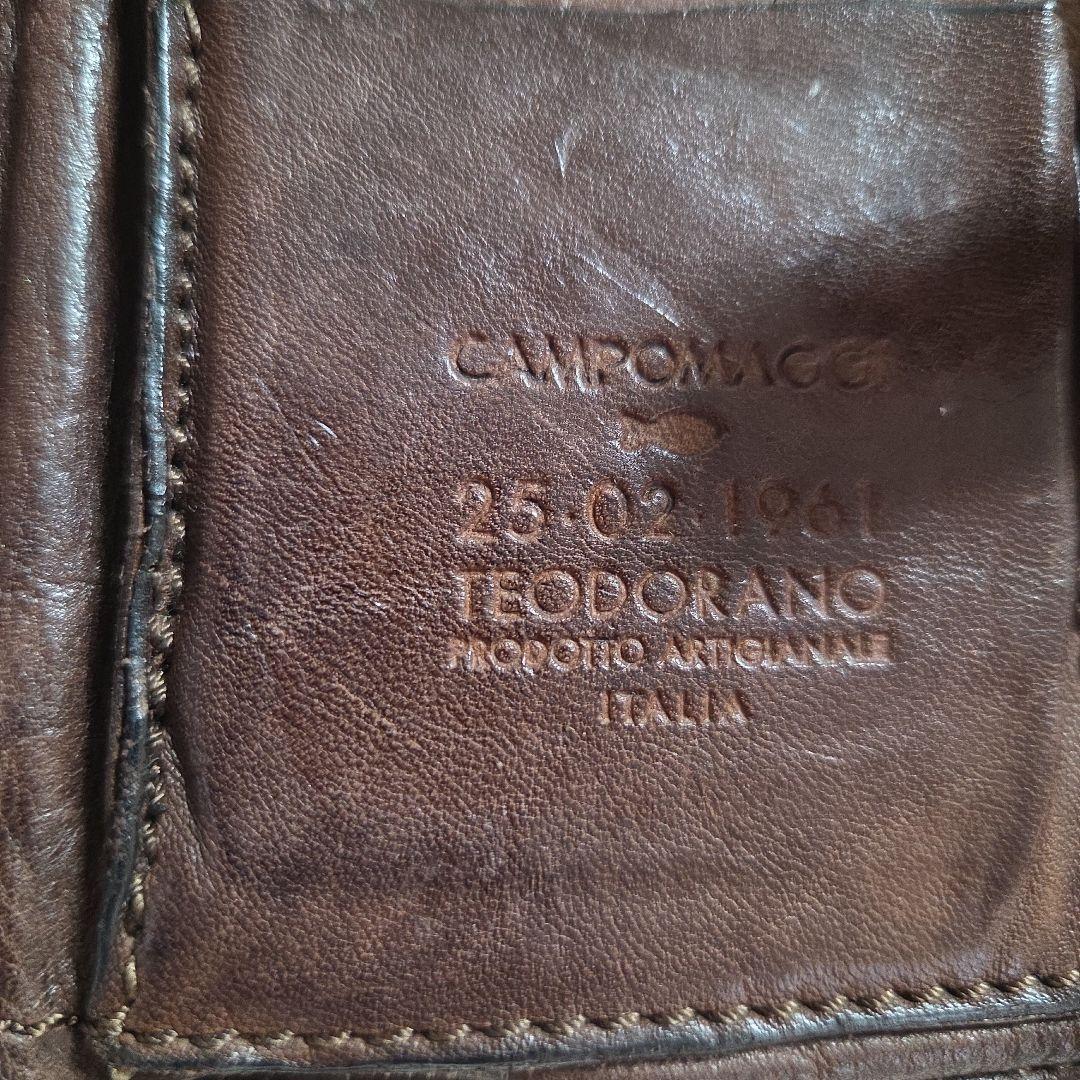 CAMPOMAGGI
25·02·1961
TEODORANO
PRODOTTO ARTIGIANALE
ITALIA